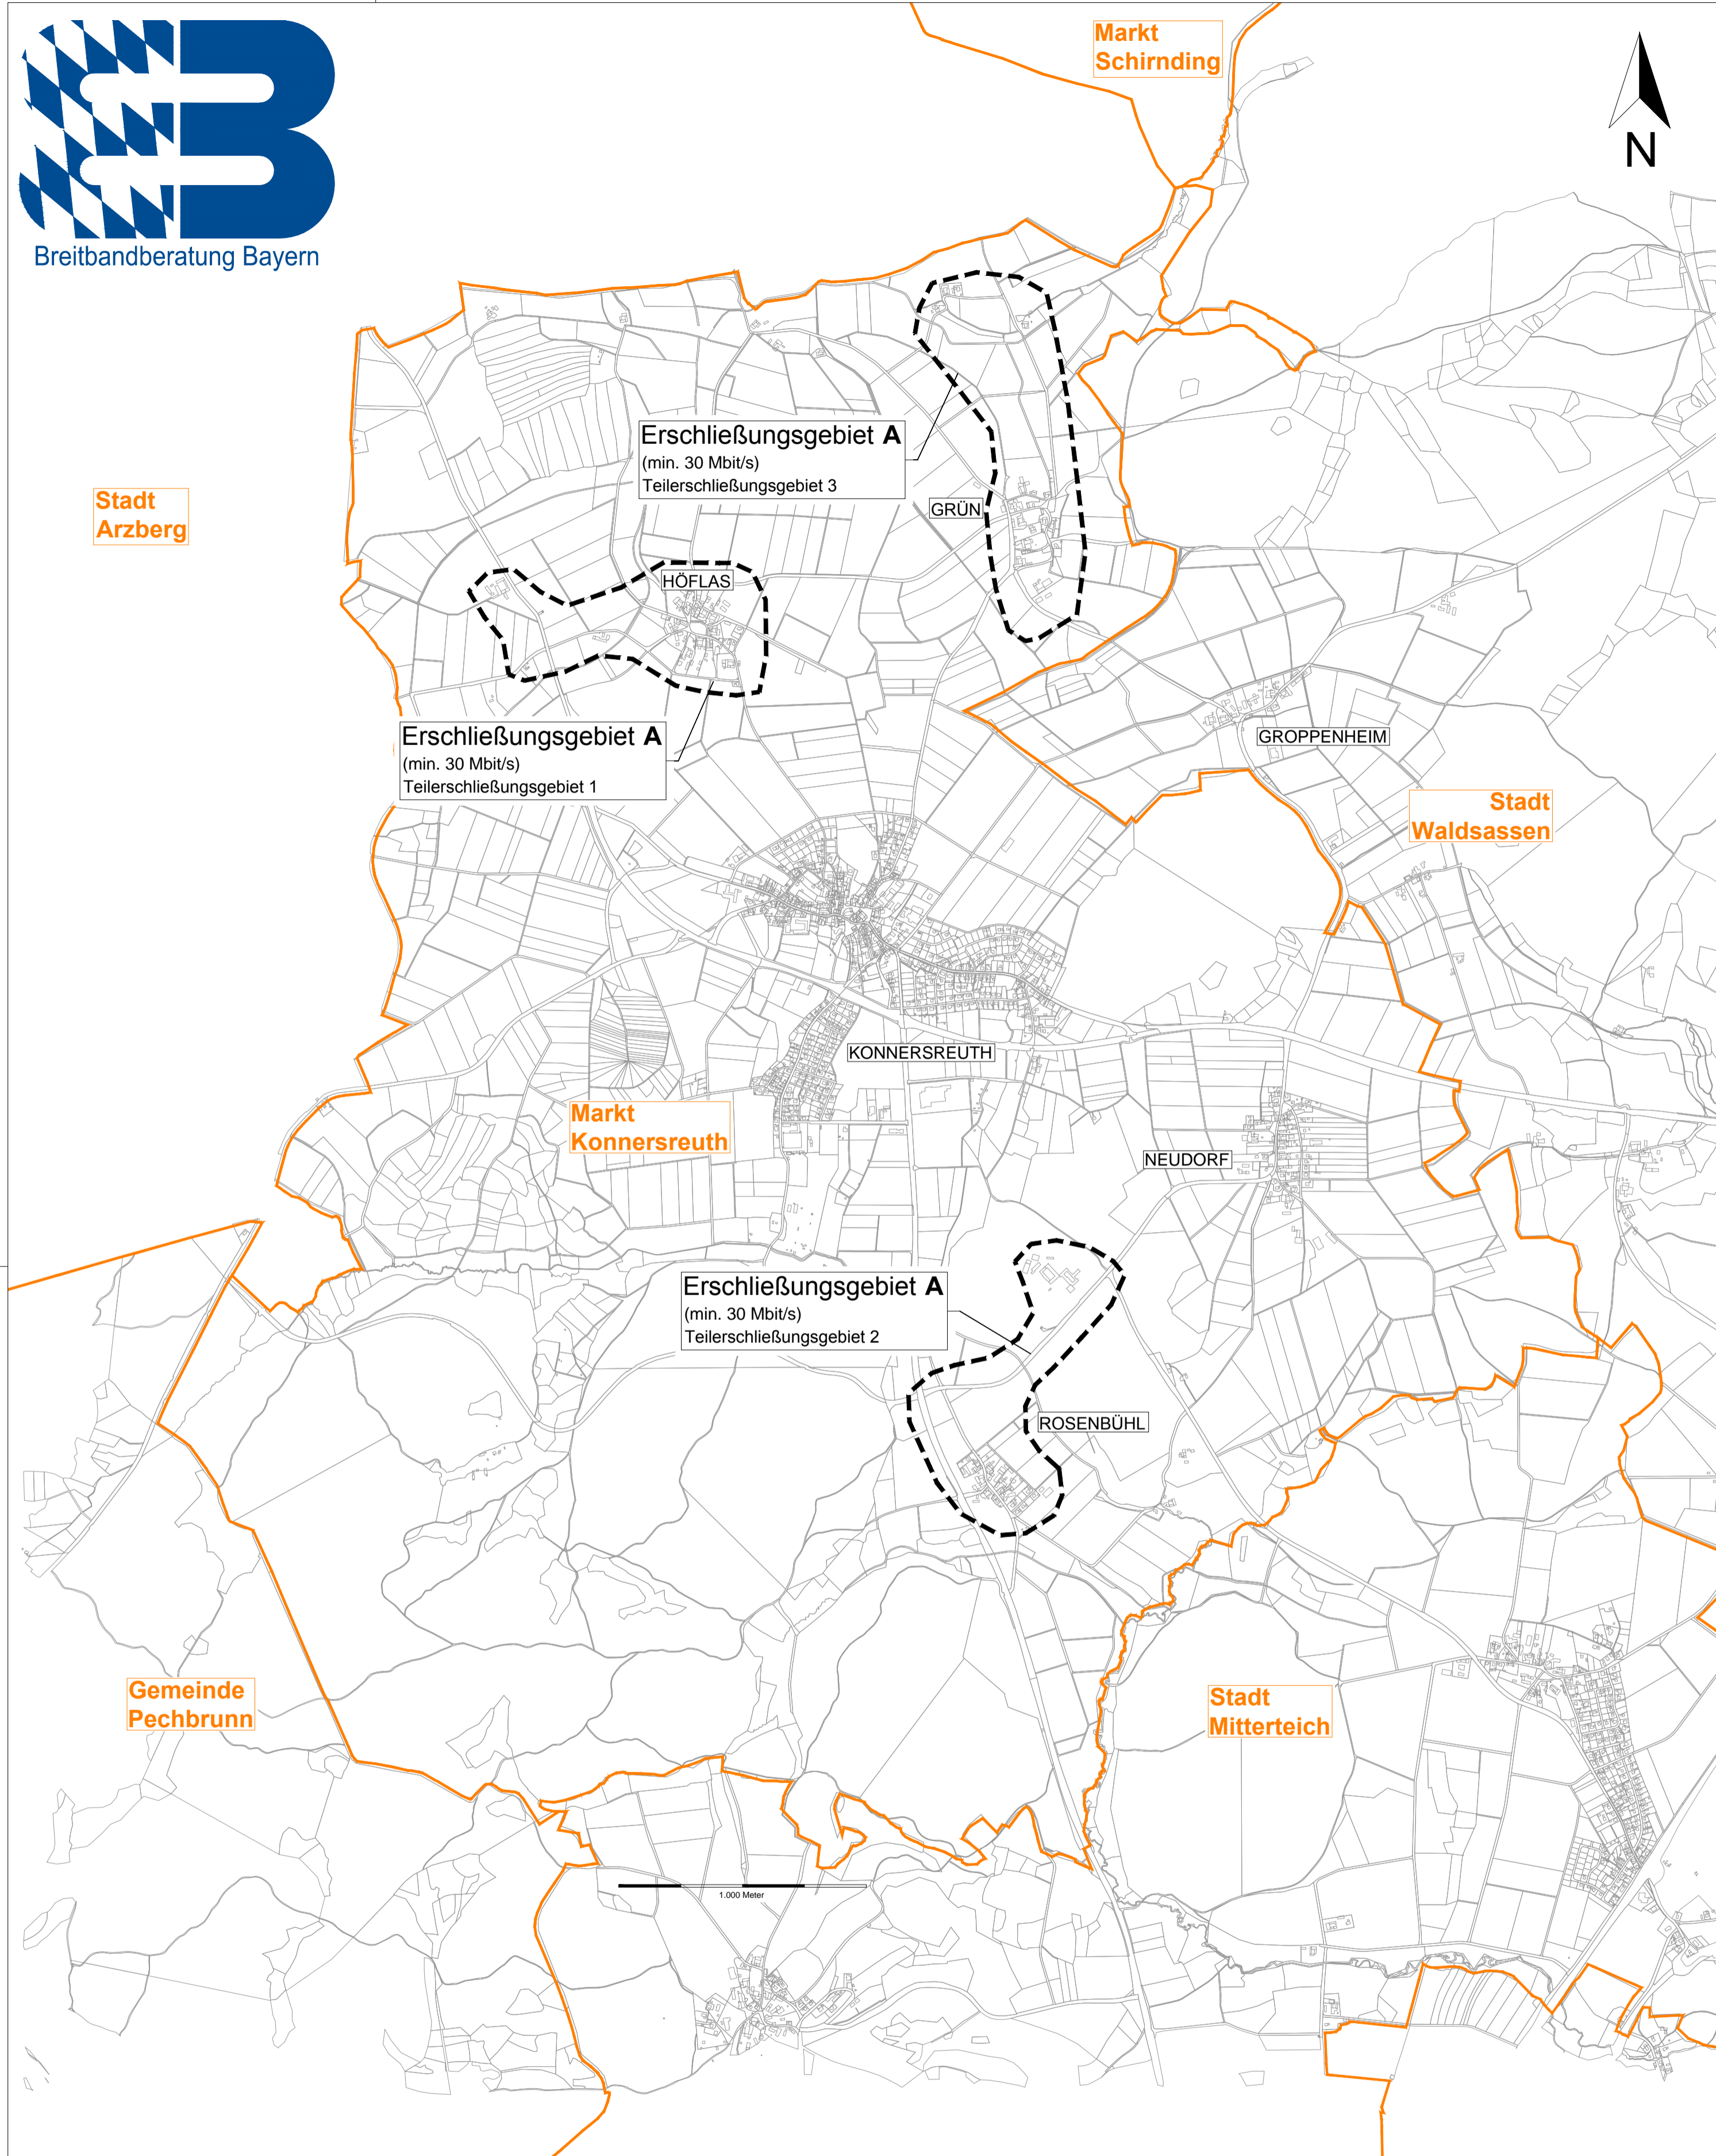 Markt
Schirnding
N
Breitbandberatung Bayern
Erschließungsgebiet A
(min. 30 Mbit/s)
Teilerschließungsgebiet 3
Stadt
Arzberg
GRÜN
HÖFLAS
Erschließungsgebiet A
(min. 30 Mbit/s)
Teilerschließungsgebiet 1
GROPPENHEIM
Stadt
Waldsassen
KONNERSREUTH
Markt
Konnersreuth
NEUDORF
Erschließungsgebiet A
(min. 30 Mbit/s)
Teilerschließungsgebiet 2
ROSENBÜHL
Gemeinde
Pechbrunn
Stadt
Mitterteich
1.000 Meter